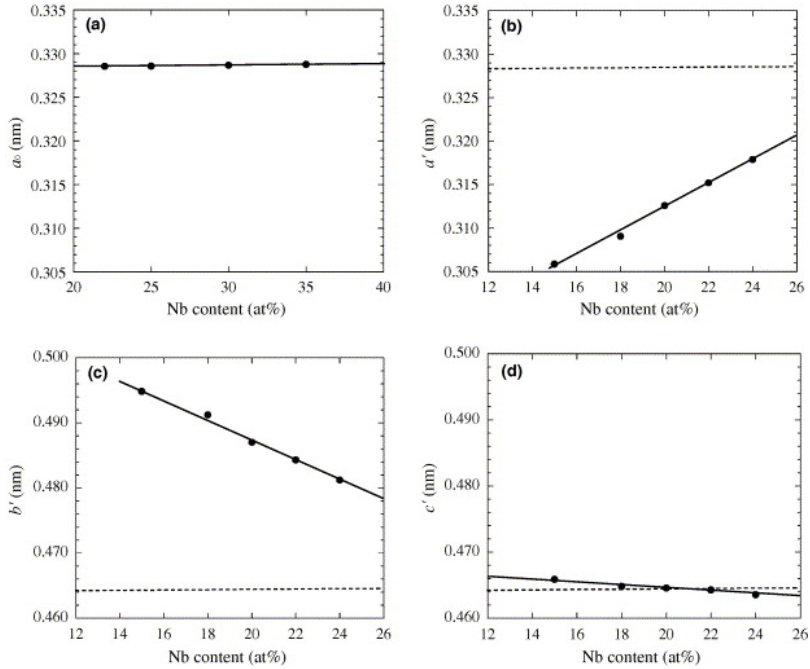 (a)
0.335
0.330
0.325
0.320
0.315
0.310
0.305
a₀ (nm)
20 25 30 35 40
Nb content (at%)
(b)
0.335
0.330
0.325
0.320
0.315
0.310
0.305
a′ (nm)
12 14 16 18 20 22 24 26
Nb content (at%)
(c)
0.500
0.490
0.480
0.470
0.460
b′ (nm)
12 14 16 18 20 22 24 26
Nb content (at%)
(d)
0.500
0.490
0.480
0.470
0.460
c′ (nm)
12 14 16 18 20 22 24 26
Nb content (at%)